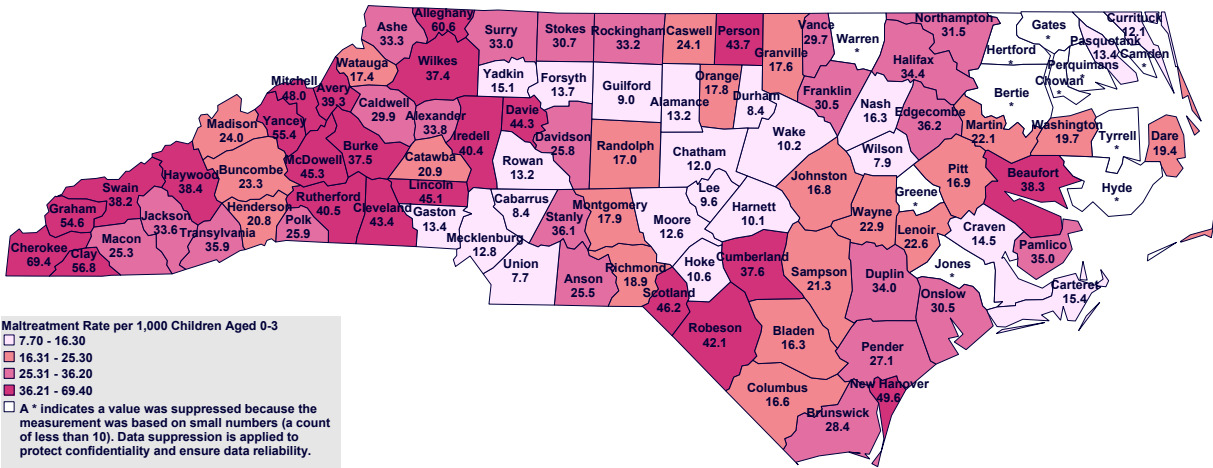 Alleghany
60.6
Ashe
33.3
Surry
33.0
Stokes
30.7
Rockingham
33.2
Caswell
24.1
Person
43.7
Granville
17.6
Vance
29.7
Warren
*
Northampton
31.5
Gates
*
Currituck
12.1
Pasquotank
13.4
Camden
*
Hertford
*
Perquimans
*
Chowan
*
Halifax
34.4
Bertie
*
Watauga
17.4
Wilkes
37.4
Yadkin
15.1
Forsyth
13.7
Guilford
9.0
Alamance
13.2
Orange
17.8
Durham
8.4
Franklin
30.5
Nash
16.3
Edgecombe
36.2
Martin
22.1
Washington
19.7
Tyrrell
*
Dare
19.4
Mitchell
48.0
Avery
39.3
Caldwell
29.9
Alexander
33.8
Iredell
40.4
Davie
44.3
Davidson
25.8
Randolph
17.0
Chatham
12.0
Wake
10.2
Wilson
7.9
Madison
24.0
Yancey
55.4
Burke
37.5
Catawba
20.9
Rowan
13.2
Johnston
16.8
Greene
*
Pitt
16.9
Beaufort
38.3
Hyde
*
Haywood
38.4
Buncombe
23.3
McDowell
45.3
Lincoln
45.1
Cabarrus
8.4
Stanly
36.1
Montgomery
17.9
Moore
12.6
Lee
9.6
Harnett
10.1
Wayne
22.9
Lenoir
22.6
Craven
14.5
Pamlico
35.0
Swain
38.2
Graham
54.6
Jackson
33.6
Transylvania
35.9
Henderson
20.8
Polk
25.9
Rutherford
40.5
Cleveland
43.4
Gaston
13.4
Mecklenburg
12.8
Cherokee
69.4
Clay
56.8
Macon
25.3
Union
7.7
Anson
25.5
Richmond
18.9
Scotland
46.2
Hoke
10.6
Cumberland
37.6
Sampson
21.3
Duplin
34.0
Jones
*
Onslow
30.5
Carteret
15.4
Robeson
42.1
Bladen
16.3
Pender
27.1
Columbus
16.6
New Hanover
49.6
Brunswick
28.4
Maltreatment Rate per 1,000 Children Aged 0-3
7.70 - 16.30
16.31 - 25.30
25.31 - 36.20
36.21 - 69.40
A * indicates a value was suppressed because the
measurement was based on small numbers (a count
of less than 10). Data suppression is applied to
protect confidentiality and ensure data reliability.